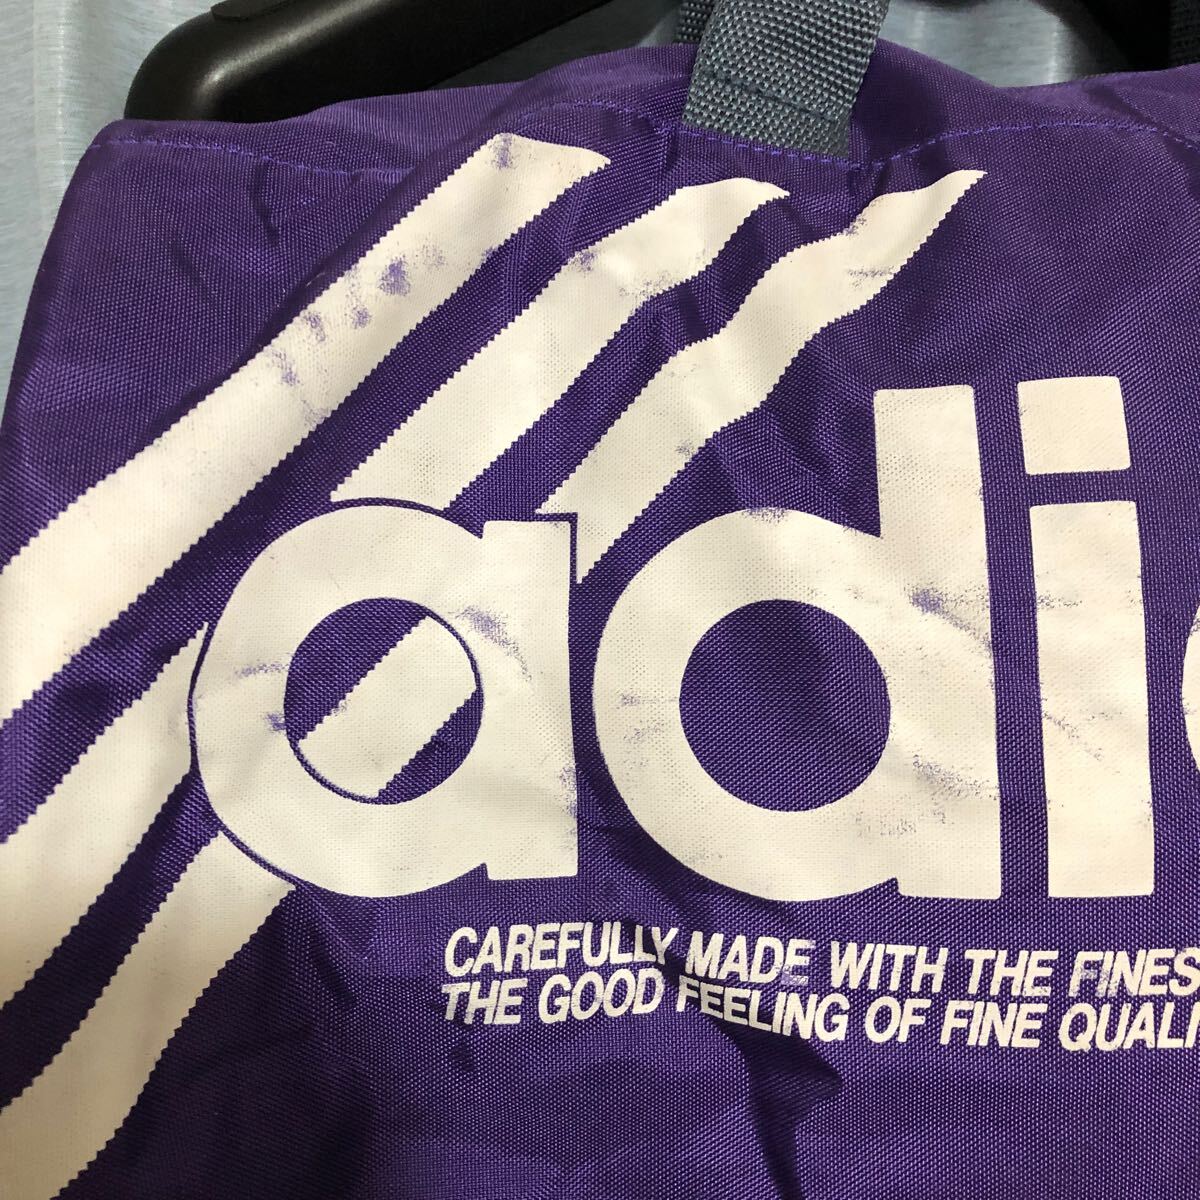 adi
CAREFULLY MADE WITH THE FINES
THE GOOD FEELING OF FINE QUALI